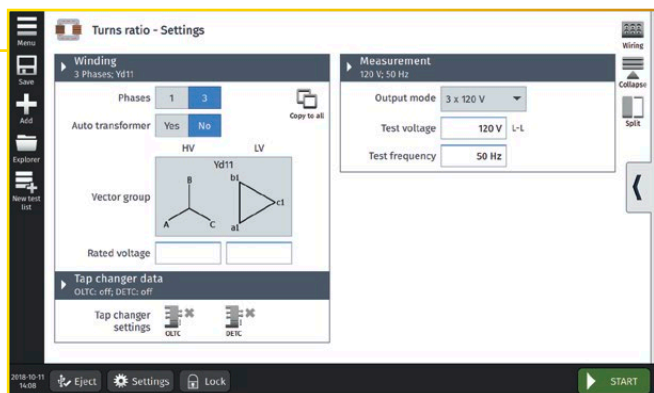 Turns ratio - Settings
Menu
Save
Add
Explorer
New test
list
Winding
3 Phases; Yd11
Phases 1 3
Copy to all
Auto transformer Yes No
HV LV
Yd11
Vector group
B
A C
b1
c1
a1
Rated voltage
Tap changer data
OLTC: off; DETC: off
Tap changer
settings
OLTC DETC
Measurement
120 V; 50 Hz
Output mode 3 x 120 V
Test voltage 120 V L-L
Test frequency 50 Hz
Wiring
Collapse
Split
2018-10-11
14:08
Eject Settings Lock
START